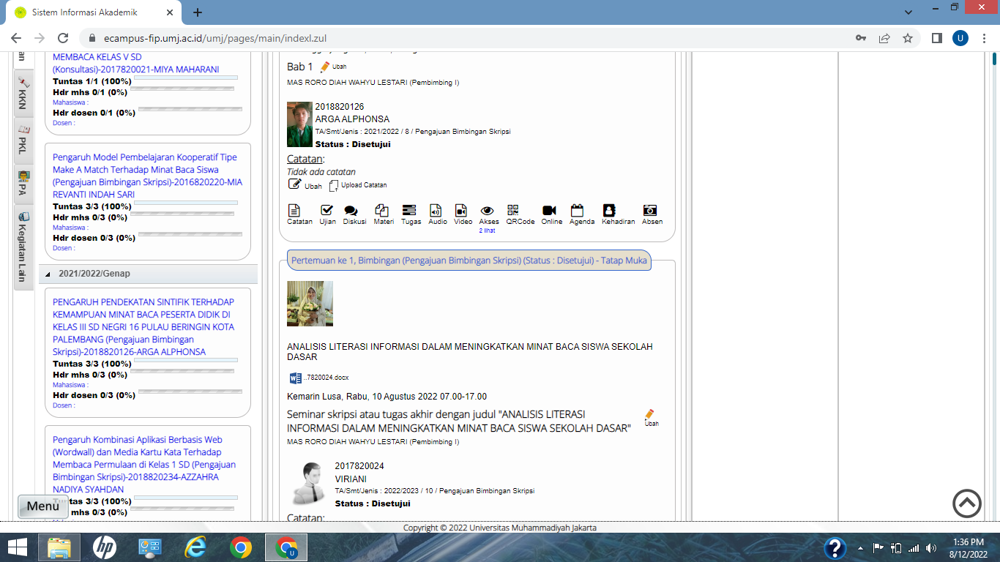 Sistem Informasi Akademik
ecampus-fip.umj.ac.id/umj/pages/main/indexl.zul
U
an
KKN
PKL
PA
Kegiatan Lain
MEMBACA KELAS V SD
(Konsultasi)-2017820021-MIYA MAHARANI
Tuntas 1/1 (100%)
Hdr mhs 0/1 (0%)
Mahasiswa :
Hdr dosen 0/1 (0%)
Dosen :
Pengaruh Model Pembelajaran Kooperatif Tipe
Make A Match Terhadap Minat Baca Siswa
(Pengajuan Bimbingan Skripsi)-2016820220-MIA
REVANTI INDAH SARI
Tuntas 3/3 (100%)
Hdr mhs 0/3 (0%)
Mahasiswa :
Hdr dosen 0/3 (0%)
Dosen :
2021/2022/Genap
PENGARUH PENDEKATAN SINTIFIK TERHADAP
KEMAMPUAN MINAT BACA PESERTA DIDIK DI
KELAS III SD NEGRI 16 PULAU BERINGIN KOTA
PALEMBANG (Pengajuan Bimbingan
Skripsi)-2018820126-ARGA ALPHONSA
Tuntas 3/3 (100%)
Hdr mhs 0/3 (0%)
Mahasiswa :
Hdr dosen 0/3 (0%)
Dosen :
Pengaruh Kombinasi Aplikasi Berbasis Web
(Wordwall) dan Media Kartu Kata Terhadap
Membaca Permulaan di Kelas 1 SD (Pengajuan
Bimbingan Skripsi)-2018820234-AZZAHRA
NADIYA SYAHDAN
Tuntas 3/3 (100%)
mhs 0/3 (0%)
Menu
Bab 1 Ubah
MAS RORO DIAH WAHYU LESTARI (Pembimbing I)
2018820126
ARGA ALPHONSA
TA/Smt/Jenis : 2021/2022 / 8 / Pengajuan Bimbingan Skripsi
Status : Disetujui
Catatan:
Tidak ada catatan
Ubah Upload Catatan
Catatan Ujian Diskusi Materi Tugas Audio Video Akses QRCode Online Agenda Kehadiran Absen
2 lihat
Pertemuan ke 1, Bimbingan (Pengajuan Bimbingan Skripsi) (Status : Disetujui) - Tatap Muka
ANALISIS LITERASI INFORMASI DALAM MENINGKATKAN MINAT BACA SISWA SEKOLAH
DASAR
..7820024.docx
Kemarin Lusa, Rabu, 10 Agustus 2022 07.00-17.00
Seminar skripsi atau tugas akhir dengan judul "ANALISIS LITERASI
INFORMASI DALAM MENINGKATKAN MINAT BACA SISWA SEKOLAH DASAR"
Ubah
MAS RORO DIAH WAHYU LESTARI (Pembimbing I)
2017820024
VIRIANI
TA/Smt/Jenis : 2022/2023 / 10 / Pengajuan Bimbingan Skripsi
Status : Disetujui
Catatan:
Copyright © 2022 Universitas Muhammadiyah Jakarta
hp
U
1:36 PM
8/12/2022